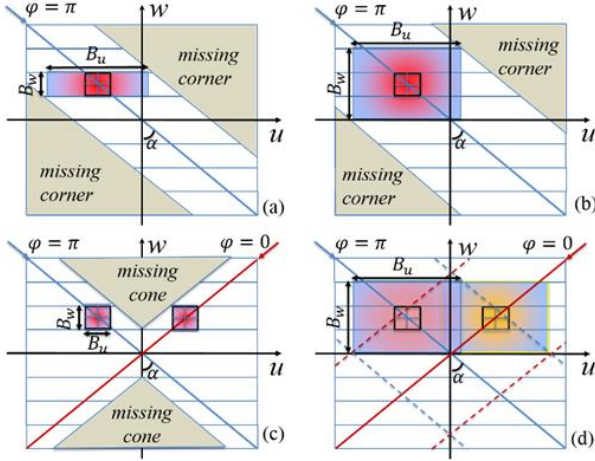 φ = π
w
B_u
missing
corner
B_w
u
α
missing
corner
(a)
φ = π
w
B_u
missing
corner
B_w
u
α
missing
corner
(b)
φ = π
w
φ = 0
missing
cone
B_w
B_u
u
α
missing
cone
(c)
φ = π
w
φ = 0
B_u
B_w
u
α
(d)